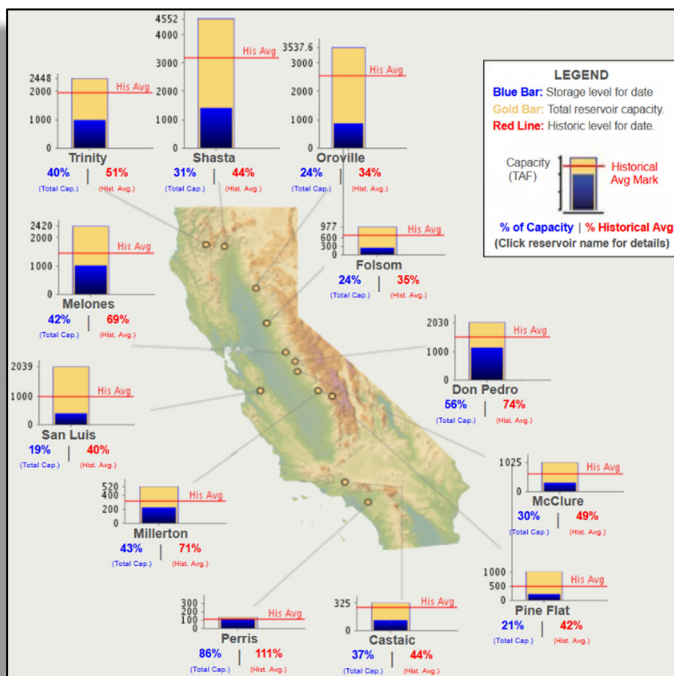 4552
4000
3000
2000
1000
0
His Avg
Shasta
31% | 44%
(Total Cap.) (Hist. Avg.)
2448
2000
1000
0
His Avg
Trinity
40% | 51%
(Total Cap.) (Hist. Avg.)
3537.6
3000
2000
1000
0
His Avg
Oroville
24% | 34%
(Total Cap.) (Hist. Avg.)
LEGEND
Blue Bar: Storage level for date
Gold Bar: Total reservoir capacity.
Red Line: Historic level for date.
Capacity
(TAF)
Historical
Avg Mark
% of Capacity | % Historical Avg
(Click reservoir name for details)
2420
2000
1000
0
His Avg
Melones
42% | 69%
(Total Cap.) (Hist. Avg.)
977
600
300
0
His Avg
Folsom
24% | 35%
(Total Cap.) (Hist. Avg.)
2030
1000
0
His Avg
Don Pedro
56% | 74%
(Total Cap.) (Hist. Avg.)
2039
1000
0
His Avg
San Luis
19% | 40%
(Total Cap.) (Hist. Avg.)
1025
0
His Avg
McClure
30% | 49%
(Total Cap.) (Hist. Avg.)
520
400
200
0
His Avg
Millerton
43% | 71%
(Total Cap.) (Hist. Avg.)
1000
500
0
His Avg
Pine Flat
21% | 42%
(Total Cap.) (Hist. Avg.)
300
200
100
0
His Avg
Perris
86% | 111%
(Total Cap.) (Hist. Avg.)
325
0
His Avg
Castaic
37% | 44%
(Total Cap.) (Hist. Avg.)